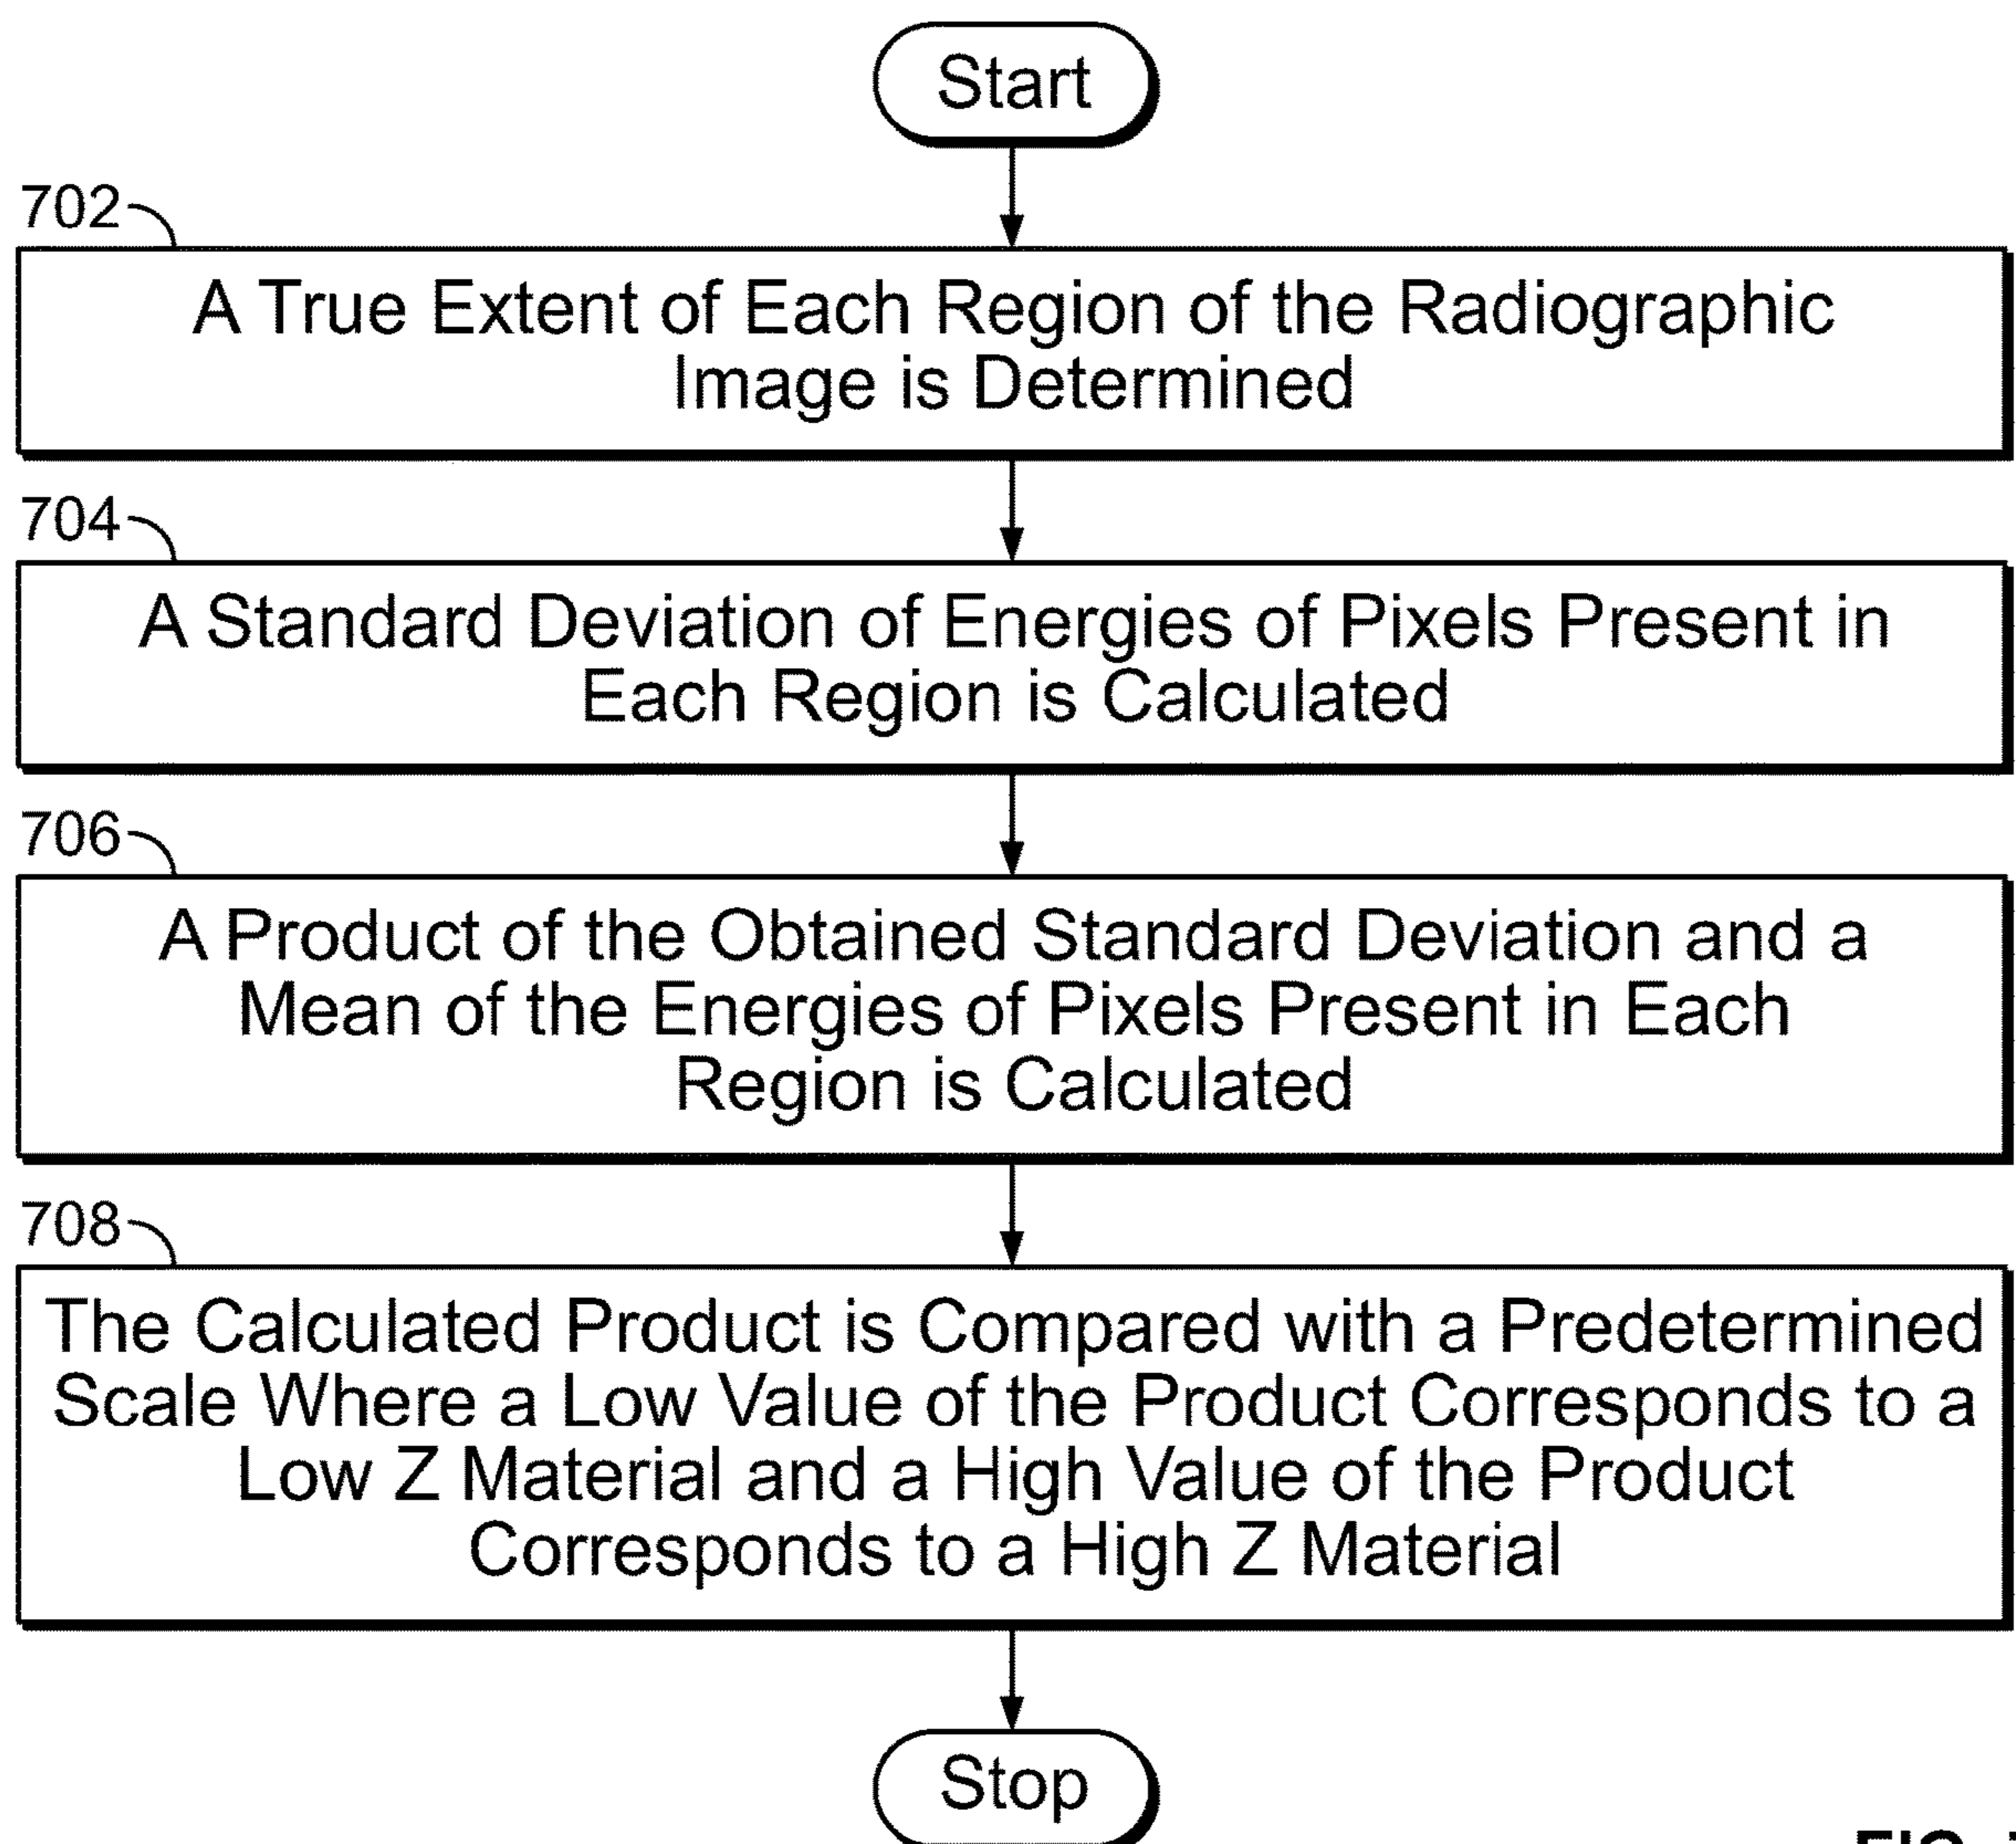 Start
702
A True Extent of Each Region of the Radiographic
Image is Determined
704
A Standard Deviation of Energies of Pixels Present in
Each Region is Calculated
706
A Product of the Obtained Standard Deviation and a
Mean of the Energies of Pixels Present in Each
Region is Calculated
708
The Calculated Product is Compared with a Predetermined
Scale Where a Low Value of the Product Corresponds to a
Low Z Material and a High Value of the Product
Corresponds to a High Z Material
Stop